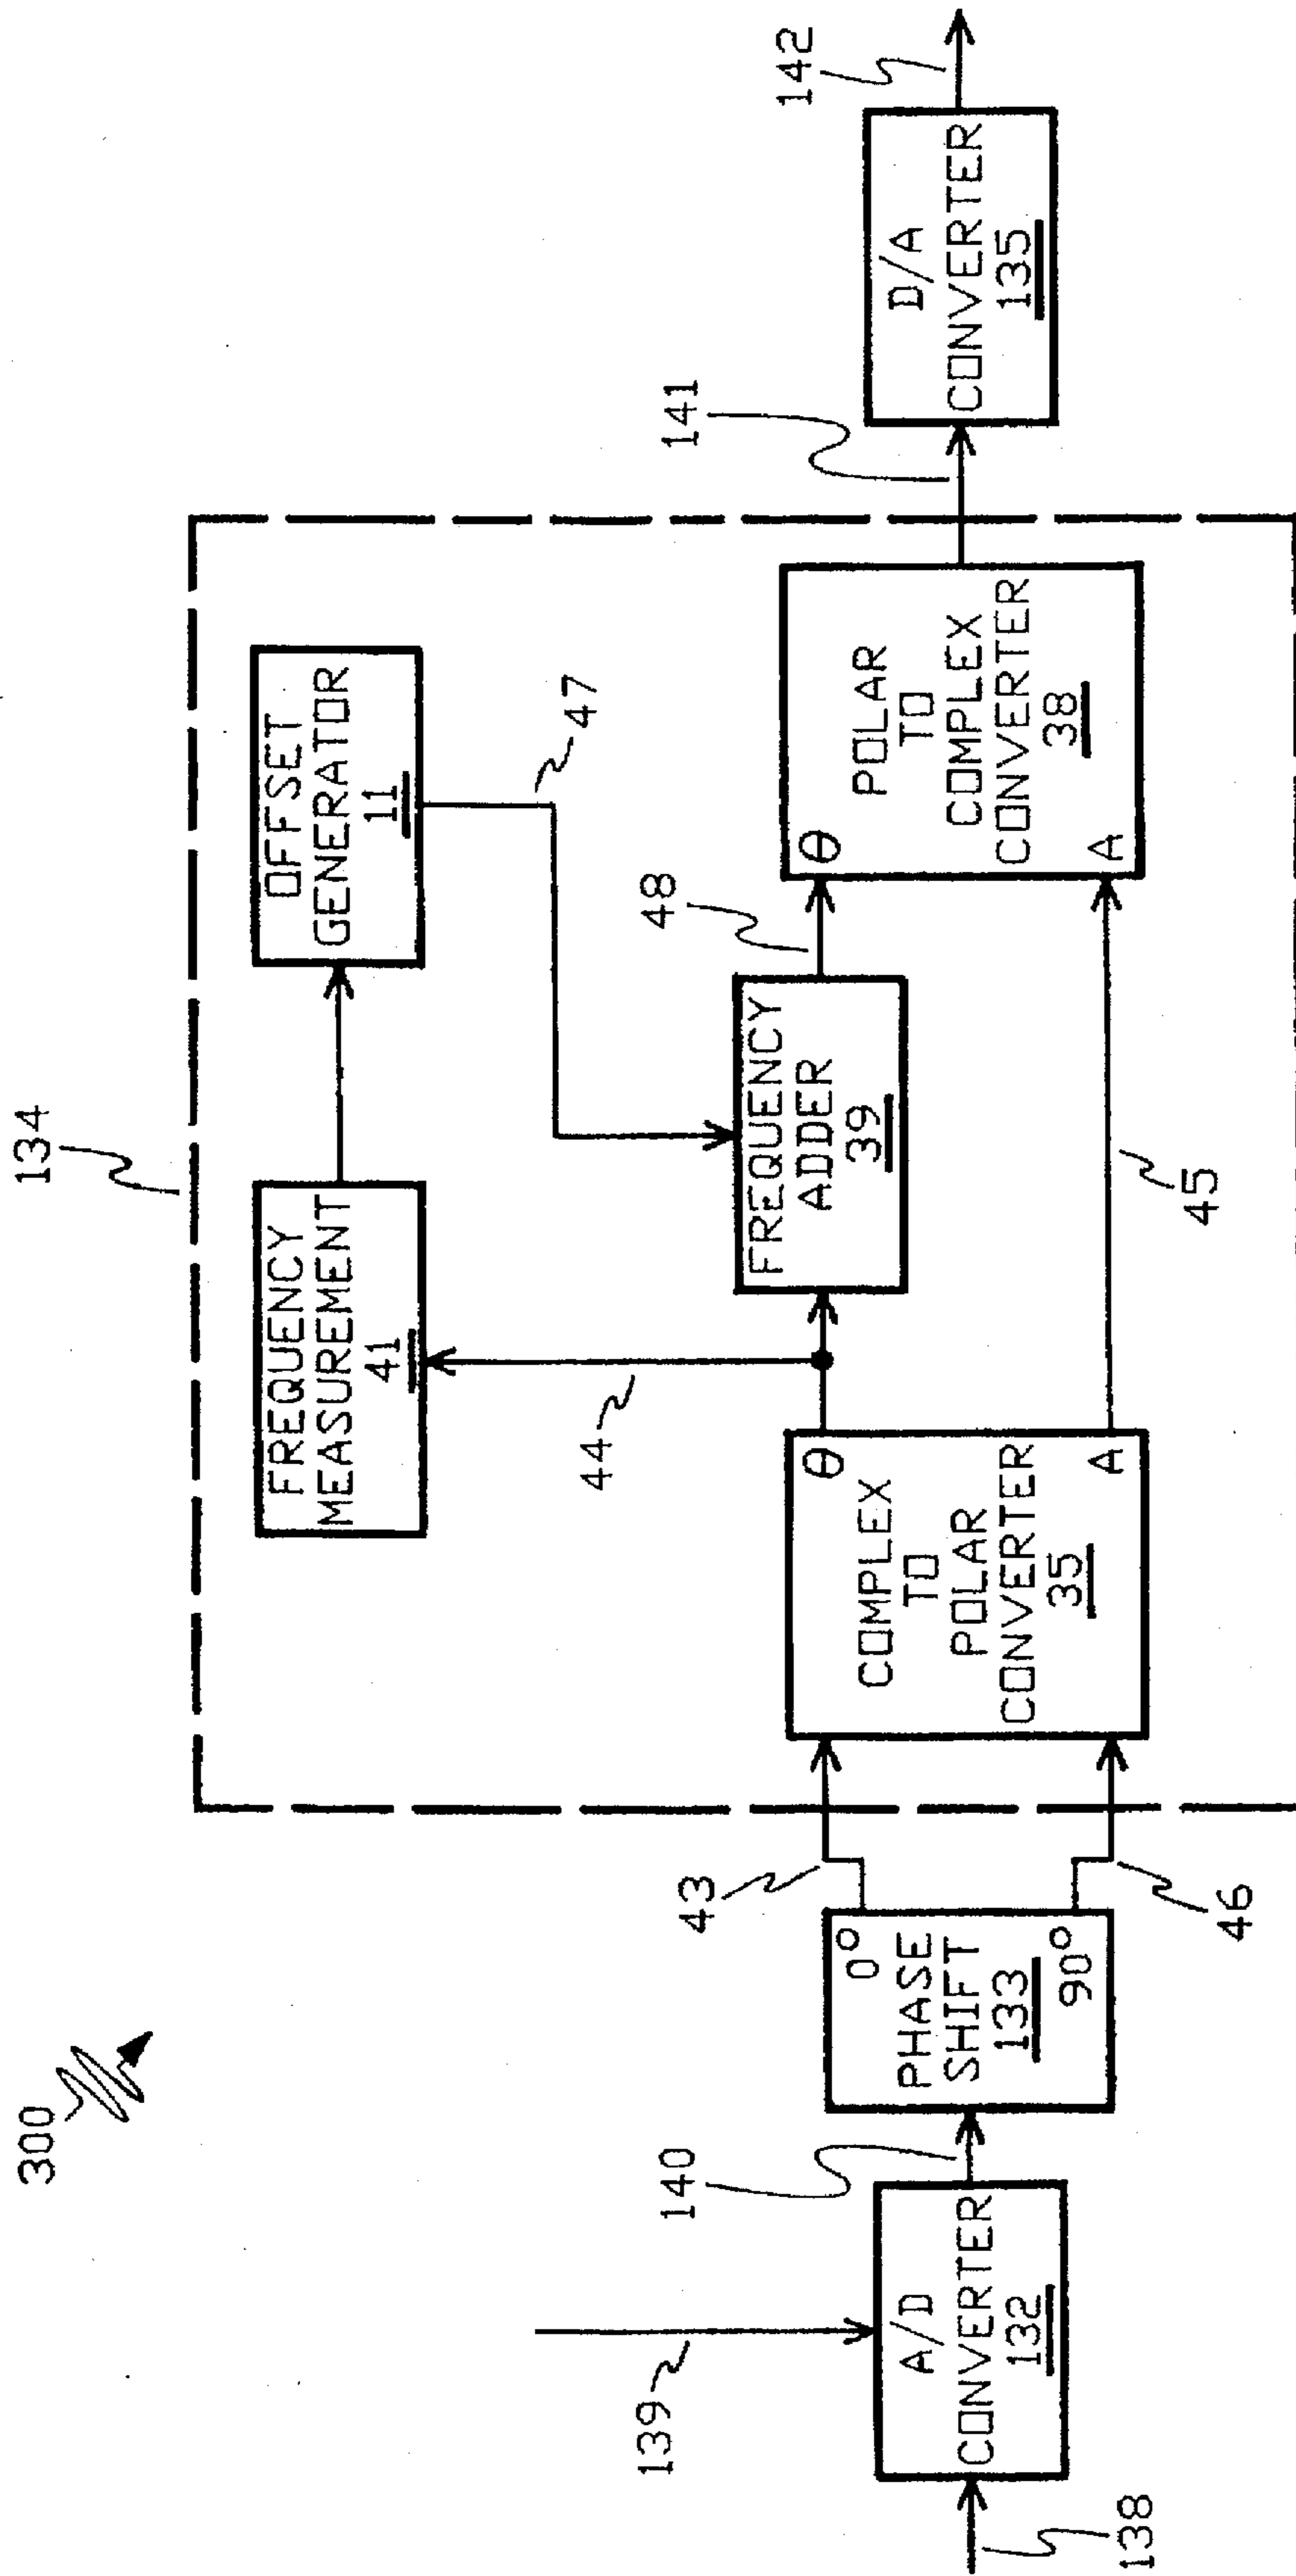 300
134
FREQUENCY
MEASUREMENT
41
OFFSET
GENERATOR
11
47
44
139
140
43
FREQUENCY
ADDER
39
48
141
142
138
A/D
CONVERTER
132
0°
PHASE
SHIFT
133
90°
46
θ
COMPLEX
TO
POLAR
CONVERTER
35
A
45
θ
POLAR
TO
COMPLEX
CONVERTER
38
A
D/A
CONVERTER
135